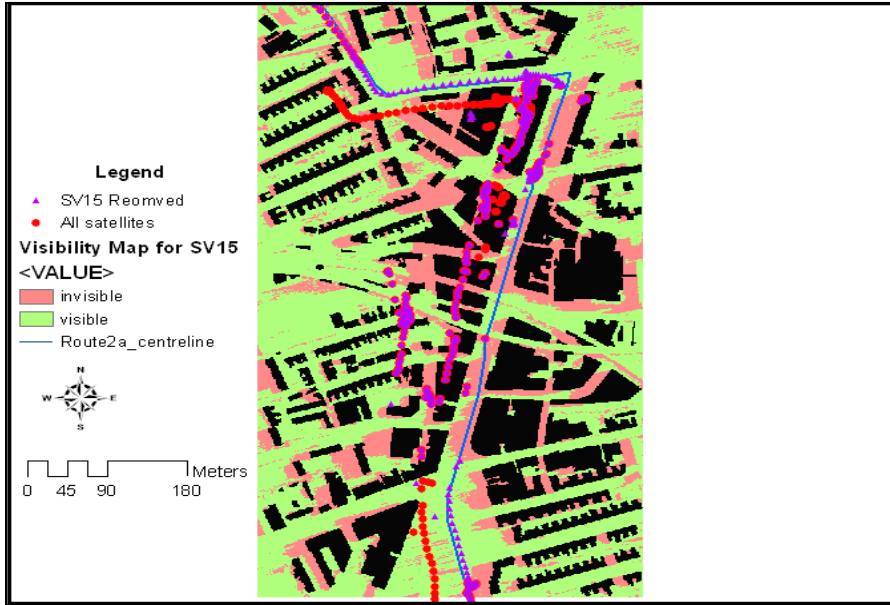 Legend
SV15 Reomved
All satellites
Visibility Map for SV15
<VALUE>
invisible
visible
Route2a_centreline
N
W E
S
Meters
0 45 90 180